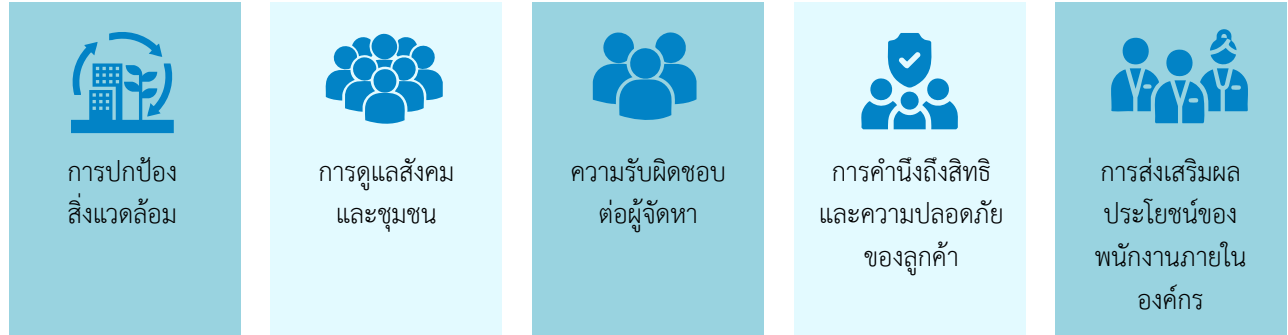 การปกป้อง
สิ่งแวดล้อม
การดูแลสังคม
และชุมชน
ความรับผิดชอบ
ต่อผู้จัดหา
การคำนึงถึงสิทธิ
และความปลอดภัย
ของลูกค้า
การส่งเสริมผล
ประโยชน์ของ
พนักงานภายใน
องค์กร